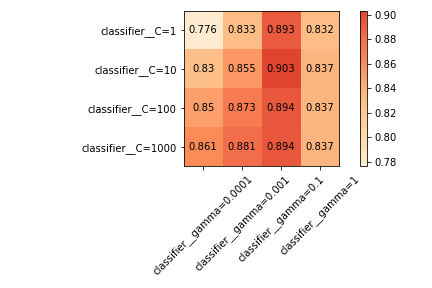 classifier__C=1
0.776 0.833 0.893 0.832
classifier__C=10
0.83 0.855 0.903 0.837
classifier__C=100
0.85 0.873 0.894 0.837
classifier__C=1000
0.861 0.881 0.894 0.837
classifier__gamma=0.0001
classifier__gamma=0.001
classifier__gamma=0.1
classifier__gamma=1
0.90
0.88
0.86
0.84
0.82
0.80
0.78